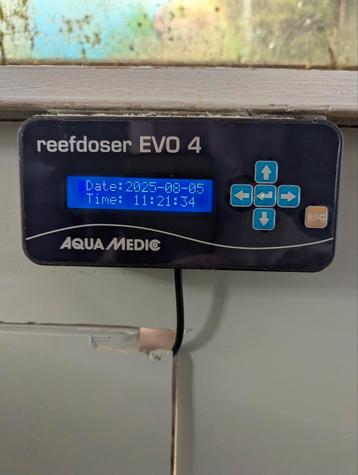 reefdoser EVO 4
Date:2025-08-05
Time: 11:21:34
ESC
AQUA MEDIC